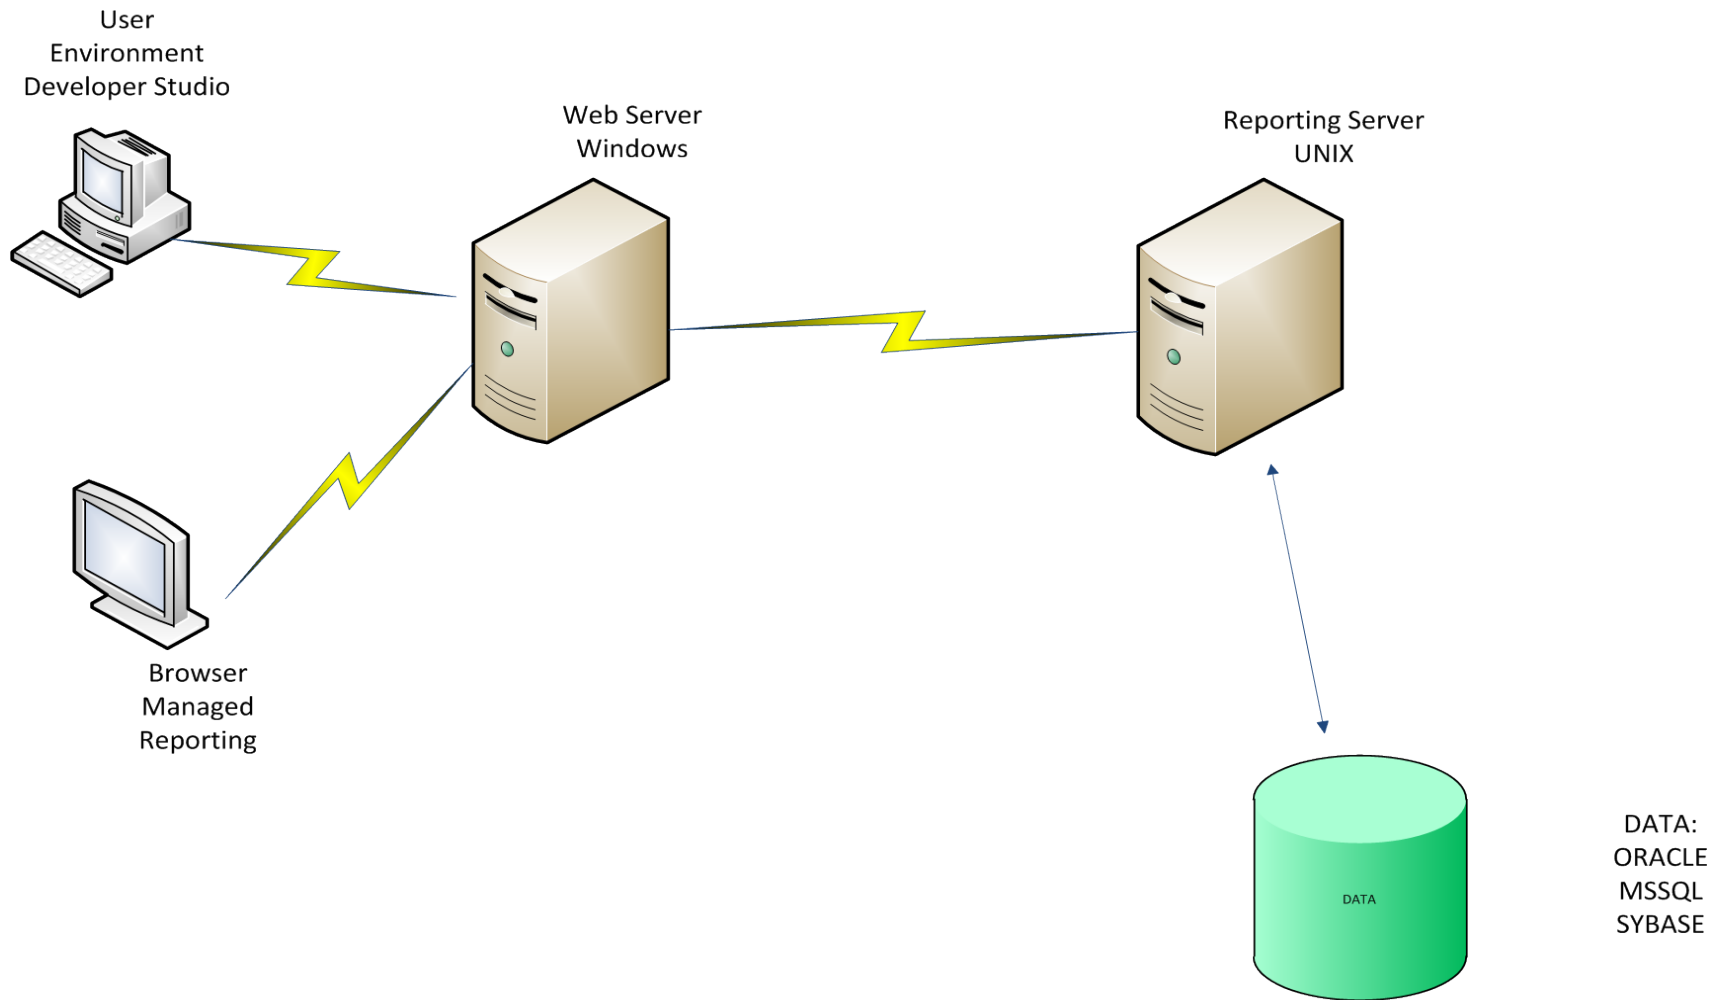 User
Environment
Developer Studio
Web Server
Windows
Reporting Server
UNIX
Browser
Managed
Reporting
DATA
DATA:
ORACLE
MSSQL
SYBASE